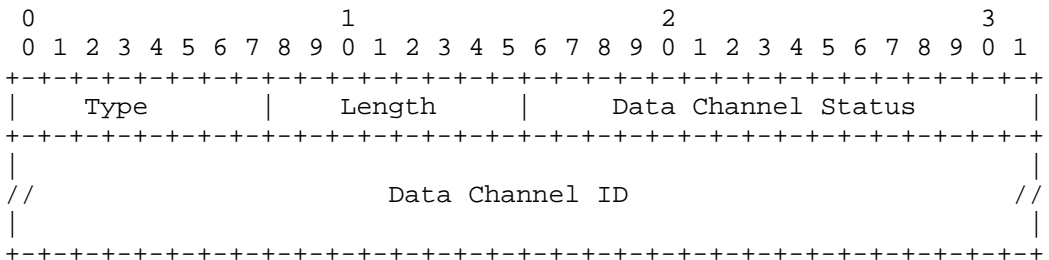 0                   1                   2                   3
 0 1 2 3 4 5 6 7 8 9 0 1 2 3 4 5 6 7 8 9 0 1 2 3 4 5 6 7 8 9 0 1
+-+-+-+-+-+-+-+-+-+-+-+-+-+-+-+-+-+-+-+-+-+-+-+-+-+-+-+-+-+-+-+-+
|    Type       |    Length     |     Data Channel Status       |
+-+-+-+-+-+-+-+-+-+-+-+-+-+-+-+-+-+-+-+-+-+-+-+-+-+-+-+-+-+-+-+-+
|                                                               |
//                      Data Channel ID                        //
|                                                               |
+-+-+-+-+-+-+-+-+-+-+-+-+-+-+-+-+-+-+-+-+-+-+-+-+-+-+-+-+-+-+-+-+